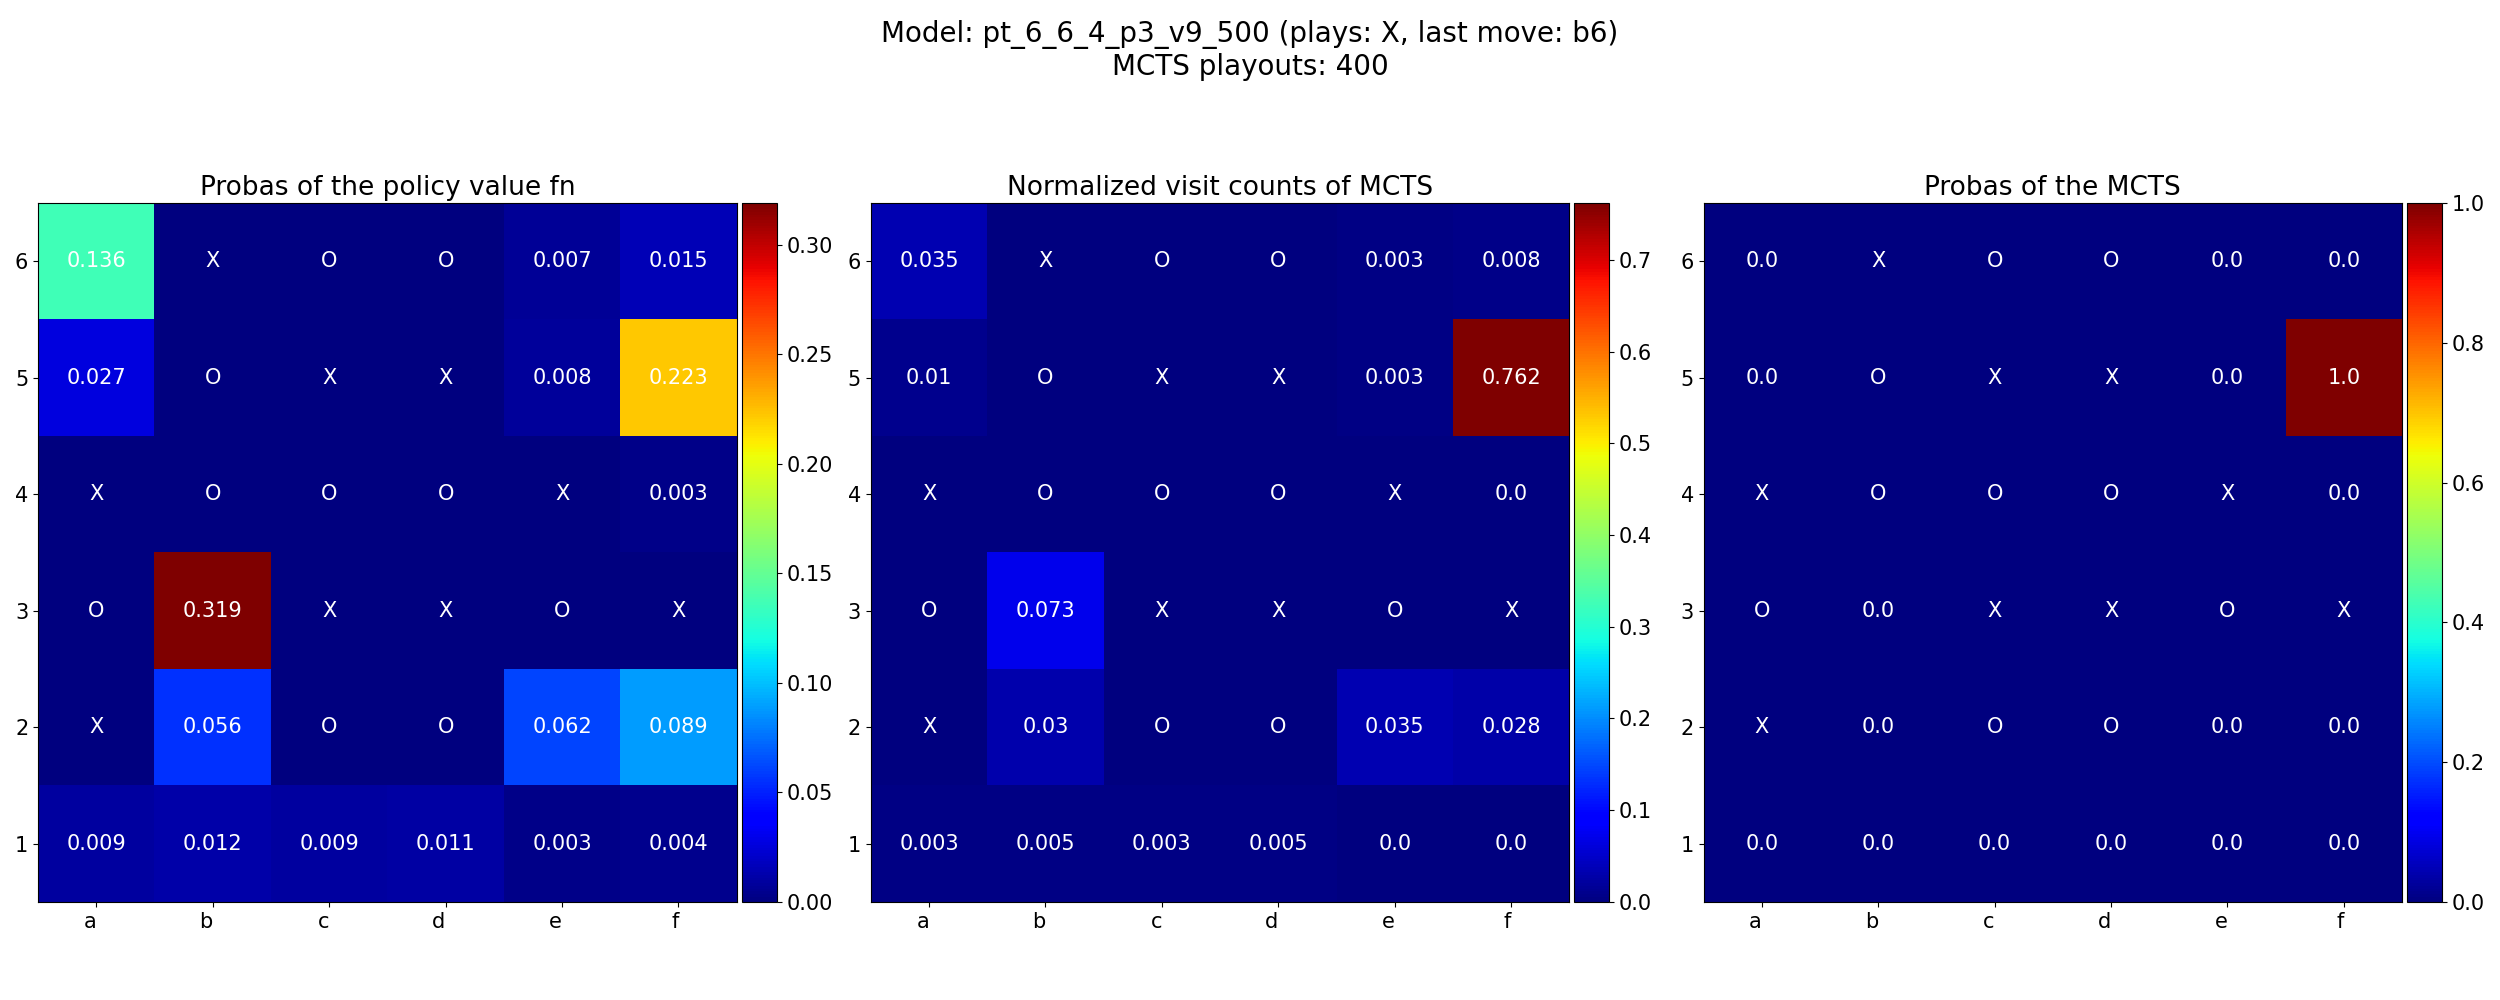 Model: pt_6_6_4_p3_v9_500 (plays: X, last move: b6)
MCTS playouts: 400
Probas of the policy value fn
6 0.136 X O O 0.007 0.015
5 0.027 O X X 0.008 0.223
4 X O O O X 0.003
3 O 0.319 X X O X
2 X 0.056 O O 0.062 0.089
1 0.009 0.012 0.009 0.011 0.003 0.004
a b c d e f
0.30
0.25
0.20
0.15
0.10
0.05
0.00
Normalized visit counts of MCTS
6 0.035 X O O 0.003 0.008
5 0.01 O X X 0.003 0.762
4 X O O O X 0.0
3 O 0.073 X X O X
2 X 0.03 O O 0.035 0.028
1 0.003 0.005 0.003 0.005 0.0 0.0
a b c d e f
0.7
0.6
0.5
0.4
0.3
0.2
0.1
0.0
Probas of the MCTS
6 0.0 X O O 0.0 0.0
5 0.0 O X X 0.0 1.0
4 X O O O X 0.0
3 O 0.0 X X O X
2 X 0.0 O O 0.0 0.0
1 0.0 0.0 0.0 0.0 0.0 0.0
a b c d e f
1.0
0.8
0.6
0.4
0.2
0.0